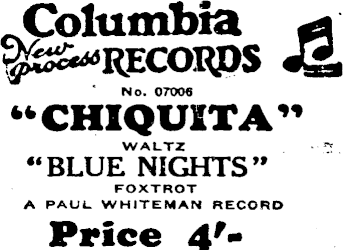 Columbia
New process RECORDS
No. 07006
"CHIQUITA"
WALTZ
"BLUE NIGHTS"
FOXTROT
A PAUL WHITEMAN RECORD
Price 4'-